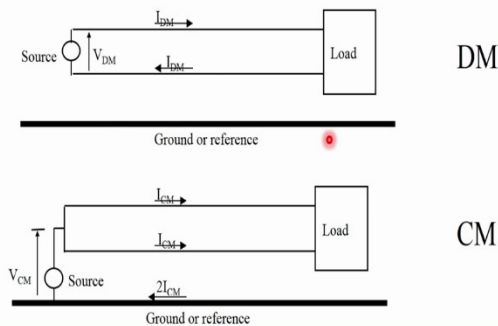 I_DM
Source
V_DM
Load
DM
I_DM
Ground or reference
I_CM
I_CM
Load
CM
V_CM
Source
2I_CM
Ground or reference